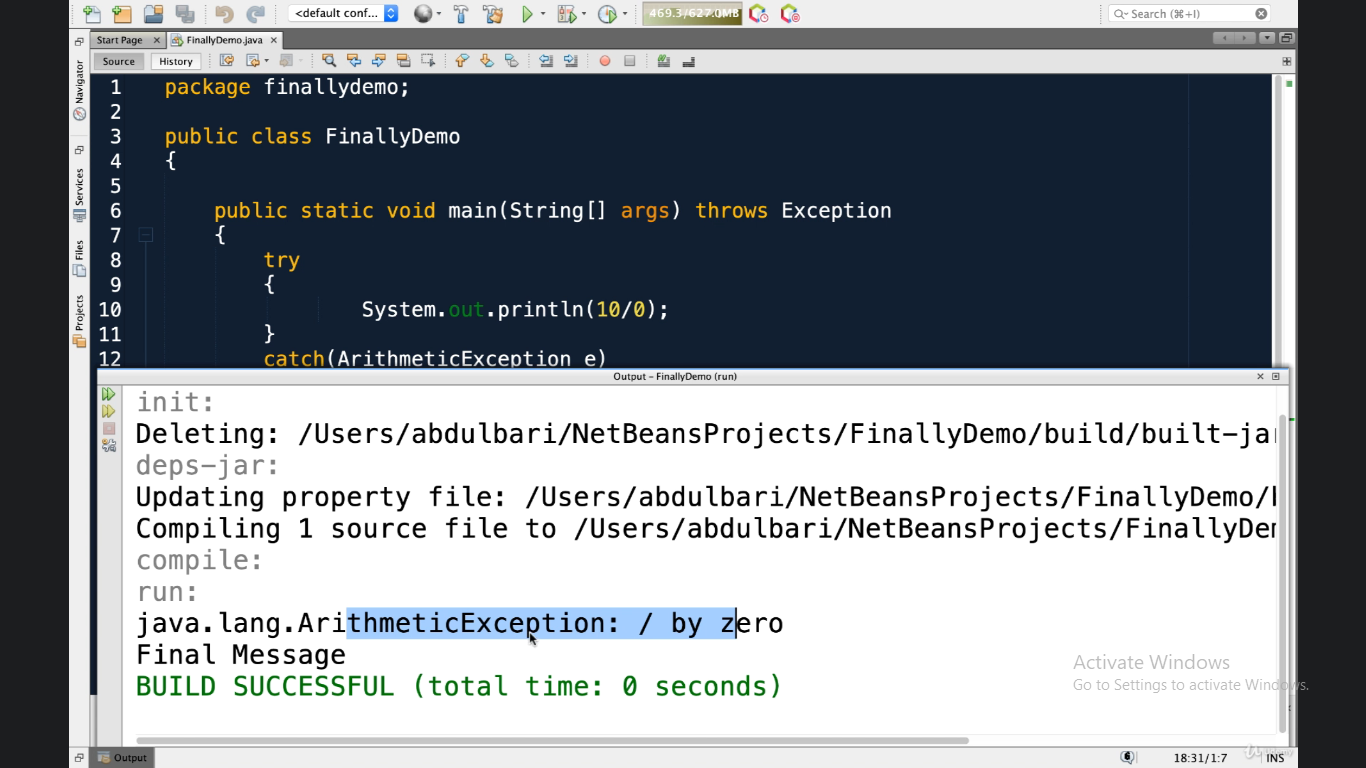 <default conf...
469.3/627.0MB
Search (⌘+I)
Start Page
FinallyDemo.java
Source
History
Navigator
Services
Files
Projects
1 package finallydemo;
2
3 public class FinallyDemo
4 {
5
6 public static void main(String[] args) throws Exception
7 {
8 try
9 {
10 System.out.println(10/0);
11 }
12 catch(ArithmeticException e)
Output - FinallyDemo (run)
init:
Deleting: /Users/abdulbari/NetBeansProjects/FinallyDemo/build/built-jar
deps-jar:
Updating property file: /Users/abdulbari/NetBeansProjects/FinallyDemo/
Compiling 1 source file to /Users/abdulbari/NetBeansProjects/FinallyDem
compile:
run:
java.lang.ArithmeticException: / by zero
Final Message
BUILD SUCCESSFUL (total time: 0 seconds)
Activate Windows
Go to Settings to activate Windows.
Output
6
18:31/1:7
INS